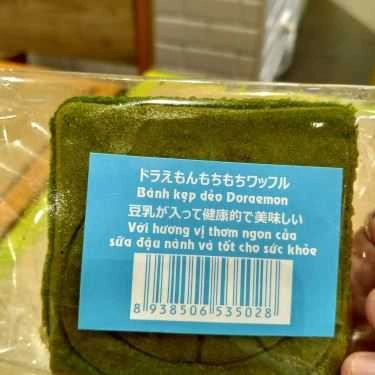 ドラえもんもちもちワッフル
Bánh kẹp dẻo Doraemon
豆乳が入って健康的で美味しい
Với hương vị thơm ngon của
sữa đậu nành và tốt cho sức khỏe
8 938506 535028